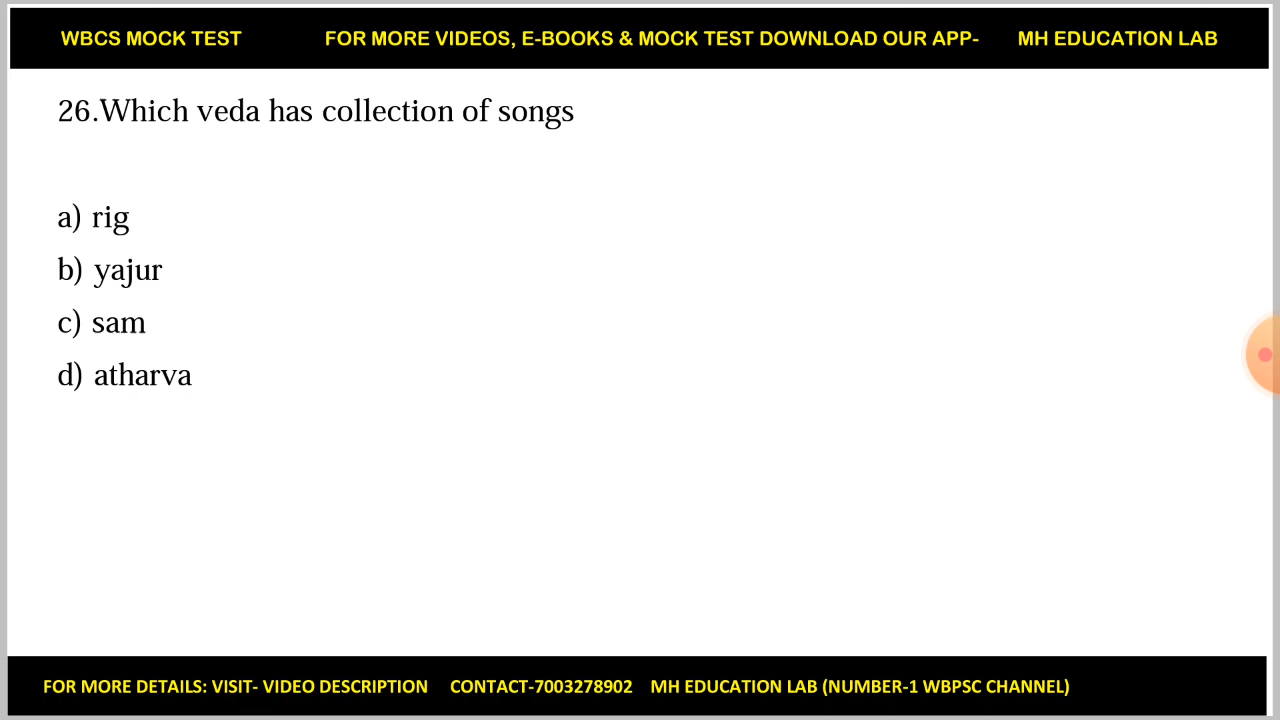 WBCS MOCK TEST FOR MORE VIDEOS, E-BOOKS & MOCK TEST DOWNLOAD OUR APP- MH EDUCATION LAB
26.Which veda has collection of songs
a) rig
b) yajur
c) sam
d) atharva
FOR MORE DETAILS: VISIT- VIDEO DESCRIPTION CONTACT-7003278902 MH EDUCATION LAB (NUMBER-1 WBPSC CHANNEL)